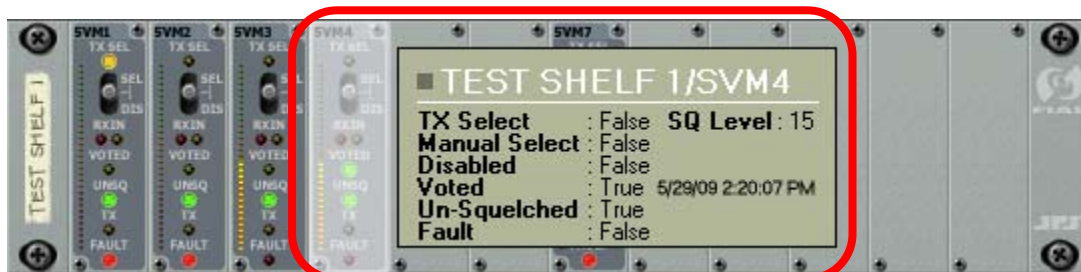 TEST SHELF 1
SVM1
TX SEL
SEL
DIS
RXIN
VOTED
UNSQ
TX
FAULT
SVM2
TX SEL
SEL
DIS
RXIN
VOTED
UNSQ
TX
FAULT
SVM3
TX SEL
SEL
DIS
RXIN
VOTED
UNSQ
TX
FAULT
SVM4
TX SEL
SEL
DIS
RXIN
VOTED
UNSQ
TX
FAULT
SVM7
TEST SHELF 1/SVM4
TX Select : False SQ Level : 15
Manual Select : False
Disabled : False
Voted : True 5/29/09 2:20:07 PM
Un-Squelched : True
Fault : False
JPS